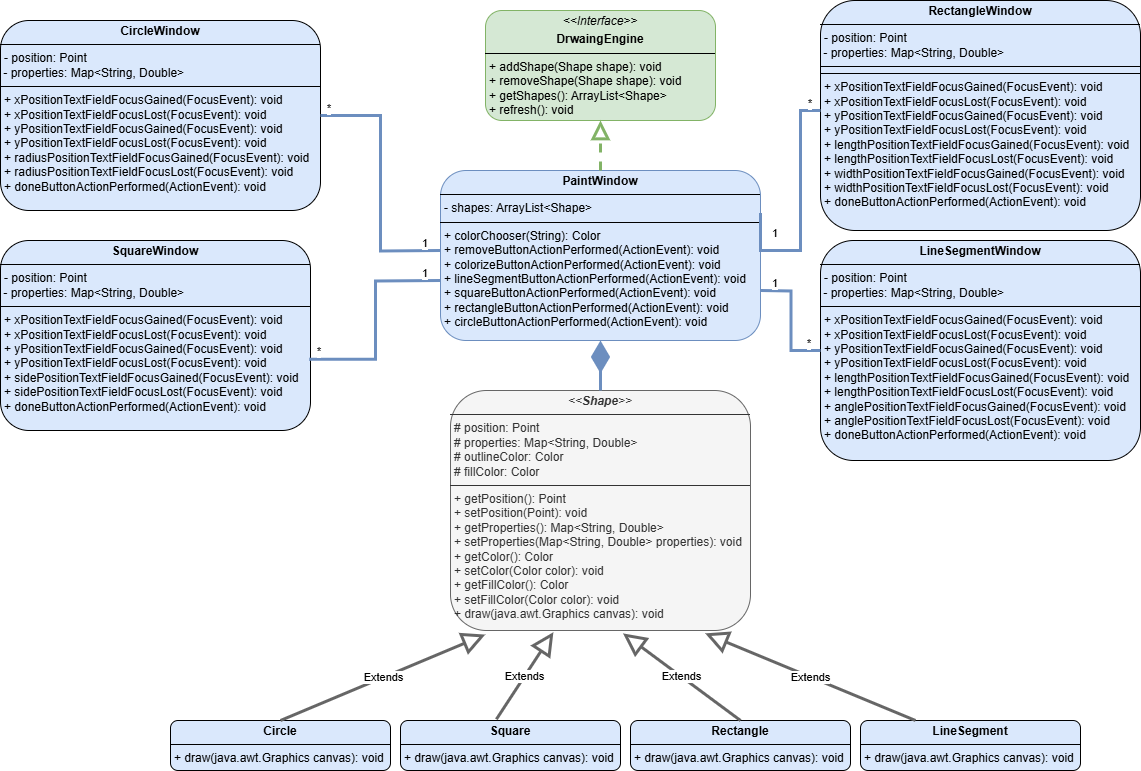 CircleWindow
- position: Point
- properties: Map<String, Double>
+ xPositionTextFieldFocusGained(FocusEvent): void
+ xPositionTextFieldFocusLost(FocusEvent): void
+ yPositionTextFieldFocusGained(FocusEvent): void
+ yPositionTextFieldFocusLost(FocusEvent): void
+ radiusPositionTextFieldFocusGained(FocusEvent): void
+ radiusPositionTextFieldFocusLost(FocusEvent): void
+ doneButtonActionPerformed(ActionEvent): void
*
1
<<Interface>>
DrwaingEngine
+ addShape(Shape shape): void
+ removeShape(Shape shape): void
+ getShapes(): ArrayList<Shape>
+ refresh(): void
RectangleWindow
- position: Point
- properties: Map<String, Double>
+ xPositionTextFieldFocusGained(FocusEvent): void
+ xPositionTextFieldFocusLost(FocusEvent): void
+ yPositionTextFieldFocusGained(FocusEvent): void
+ yPositionTextFieldFocusLost(FocusEvent): void
+ lengthPositionTextFieldFocusGained(FocusEvent): void
+ lengthPositionTextFieldFocusLost(FocusEvent): void
+ widthPositionTextFieldFocusGained(FocusEvent): void
+ widthPositionTextFieldFocusLost(FocusEvent): void
+ doneButtonActionPerformed(ActionEvent): void
*
1
PaintWindow
- shapes: ArrayList<Shape>
+ colorChooser(String): Color
+ removeButtonActionPerformed(ActionEvent): void
+ colorizeButtonActionPerformed(ActionEvent): void
+ lineSegmentButtonActionPerformed(ActionEvent): void
+ squareButtonActionPerformed(ActionEvent): void
+ rectangleButtonActionPerformed(ActionEvent): void
+ circleButtonActionPerformed(ActionEvent): void
SquareWindow
- position: Point
- properties: Map<String, Double>
+ xPositionTextFieldFocusGained(FocusEvent): void
+ xPositionTextFieldFocusLost(FocusEvent): void
+ yPositionTextFieldFocusGained(FocusEvent): void
+ yPositionTextFieldFocusLost(FocusEvent): void
+ sidePositionTextFieldFocusGained(FocusEvent): void
+ sidePositionTextFieldFocusLost(FocusEvent): void
+ doneButtonActionPerformed(ActionEvent): void
*
1
LineSegmentWindow
- position: Point
- properties: Map<String, Double>
+ xPositionTextFieldFocusGained(FocusEvent): void
+ xPositionTextFieldFocusLost(FocusEvent): void
+ yPositionTextFieldFocusGained(FocusEvent): void
+ yPositionTextFieldFocusLost(FocusEvent): void
+ lengthPositionTextFieldFocusGained(FocusEvent): void
+ lengthPositionTextFieldFocusLost(FocusEvent): void
+ anglePositionTextFieldFocusGained(FocusEvent): void
+ anglePositionTextFieldFocusLost(FocusEvent): void
+ doneButtonActionPerformed(ActionEvent): void
1
*
<<Shape>>
# position: Point
# properties: Map<String, Double>
# outlineColor: Color
# fillColor: Color
+ getPosition(): Point
+ setPosition(Point): void
+ getProperties(): Map<String, Double>
+ setProperties(Map<String, Double> properties): void
+ getColor(): Color
+ setColor(Color color): void
+ getFillColor(): Color
+ setFillColor(Color color): void
+ draw(java.awt.Graphics canvas): void
Extends
Extends
Extends
Extends
Circle
+ draw(java.awt.Graphics canvas): void
Square
+ draw(java.awt.Graphics canvas): void
Rectangle
+ draw(java.awt.Graphics canvas): void
LineSegment
+ draw(java.awt.Graphics canvas): void